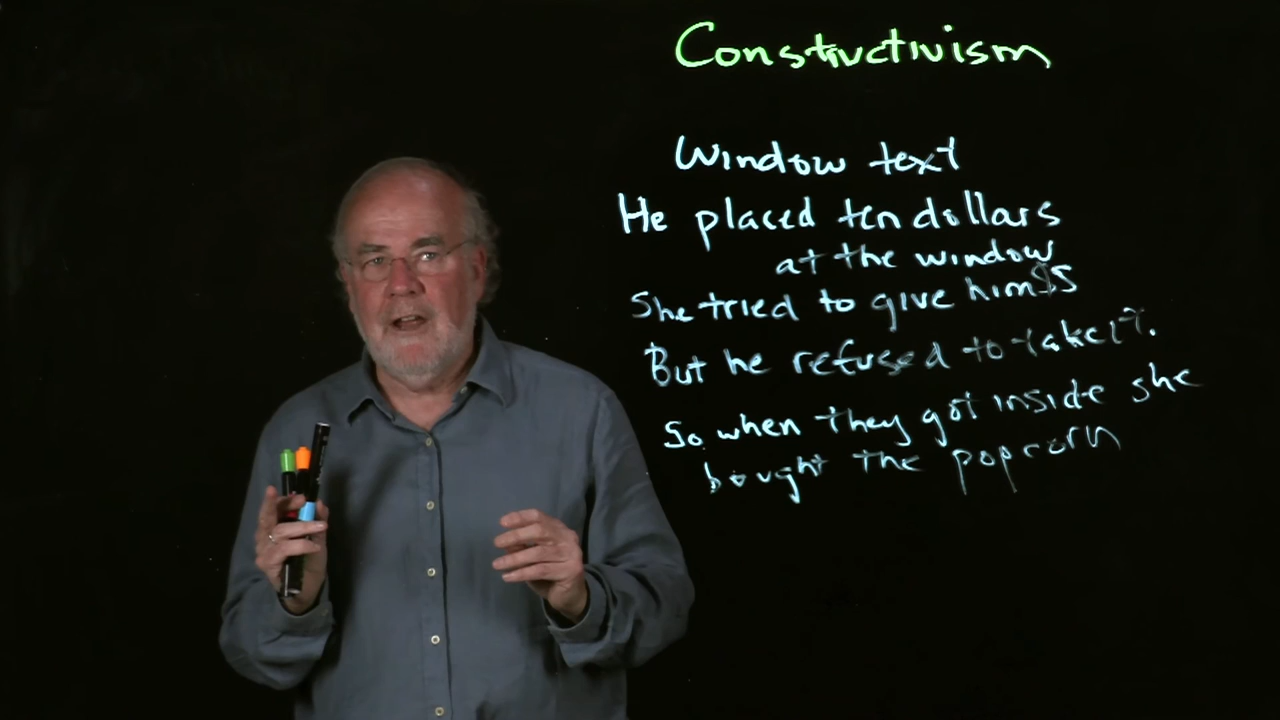 Constructivism
Window text
He placed ten dollars
at the window
She tried to give him $5
But he refused to take it.
So when they got inside she
bought the popcorn